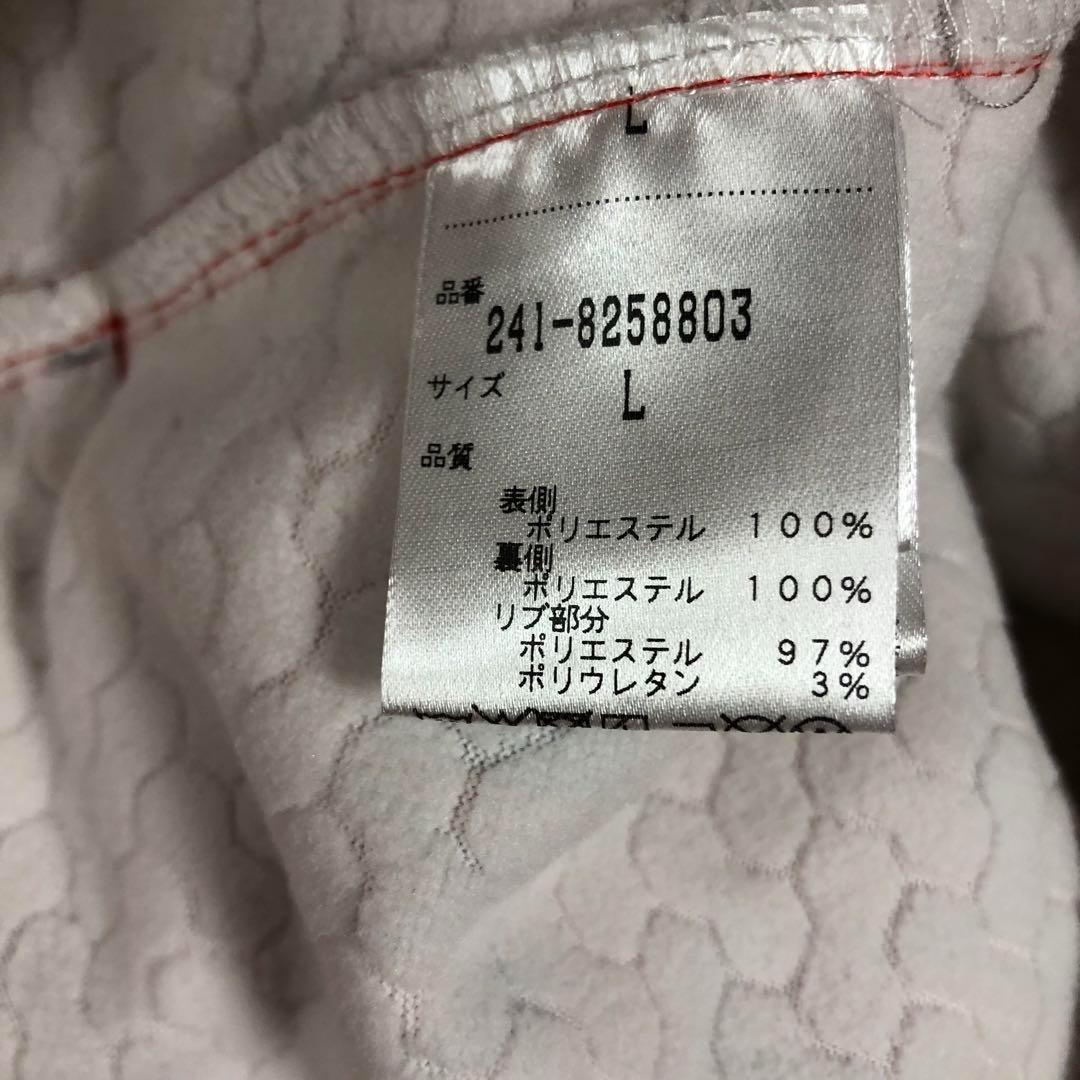 L
品番
241-8258803
サイズ L
品質
表側
ポリエステル 100%
裏側
ポリエステル 100%
リブ部分
ポリエステル 97%
ポリウレタン 3%